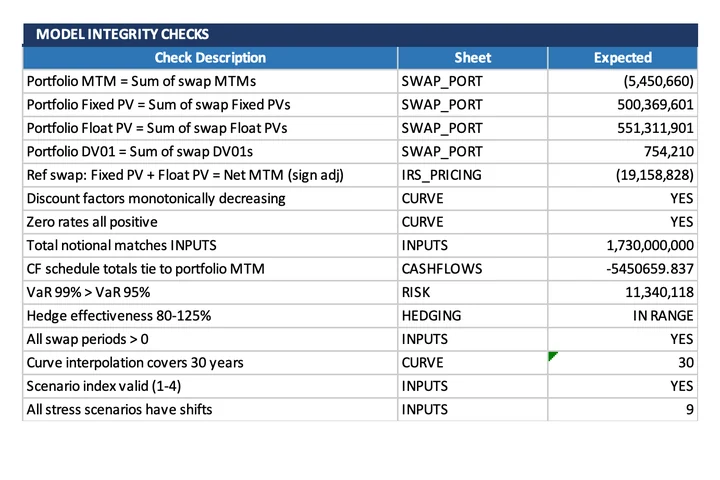 MODEL INTEGRITY CHECKS
Check Description Sheet Expected
Portfolio MTM = Sum of swap MTMs SWAP_PORT (5,450,660)
Portfolio Fixed PV = Sum of swap Fixed PVs SWAP_PORT 500,369,601
Portfolio Float PV = Sum of swap Float PVs SWAP_PORT 551,311,901
Portfolio DV01 = Sum of swap DV01s SWAP_PORT 754,210
Ref swap: Fixed PV + Float PV = Net MTM (sign adj) IRS_PRICING (19,158,828)
Discount factors monotonically decreasing CURVE YES
Zero rates all positive CURVE YES
Total notional matches INPUTS INPUTS 1,730,000,000
CF schedule totals tie to portfolio MTM CASHFLOWS -5450659.837
VaR 99% > VaR 95% RISK 11,340,118
Hedge effectiveness 80-125% HEDGING IN RANGE
All swap periods > 0 INPUTS YES
Curve interpolation covers 30 years CURVE 30
Scenario index valid (1-4) INPUTS YES
All stress scenarios have shifts INPUTS 9